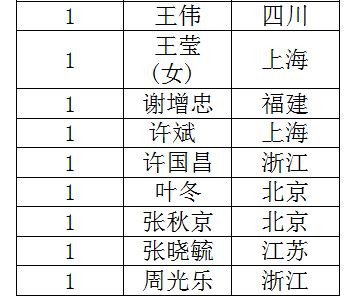 1 王伟 四川
1 王莹 上海
(女)
1 谢增忠 福建
1 许斌 上海
1 许国昌 浙江
1 叶冬 北京
1 张秋京 北京
1 张晓毓 江苏
1 周光乐 浙江